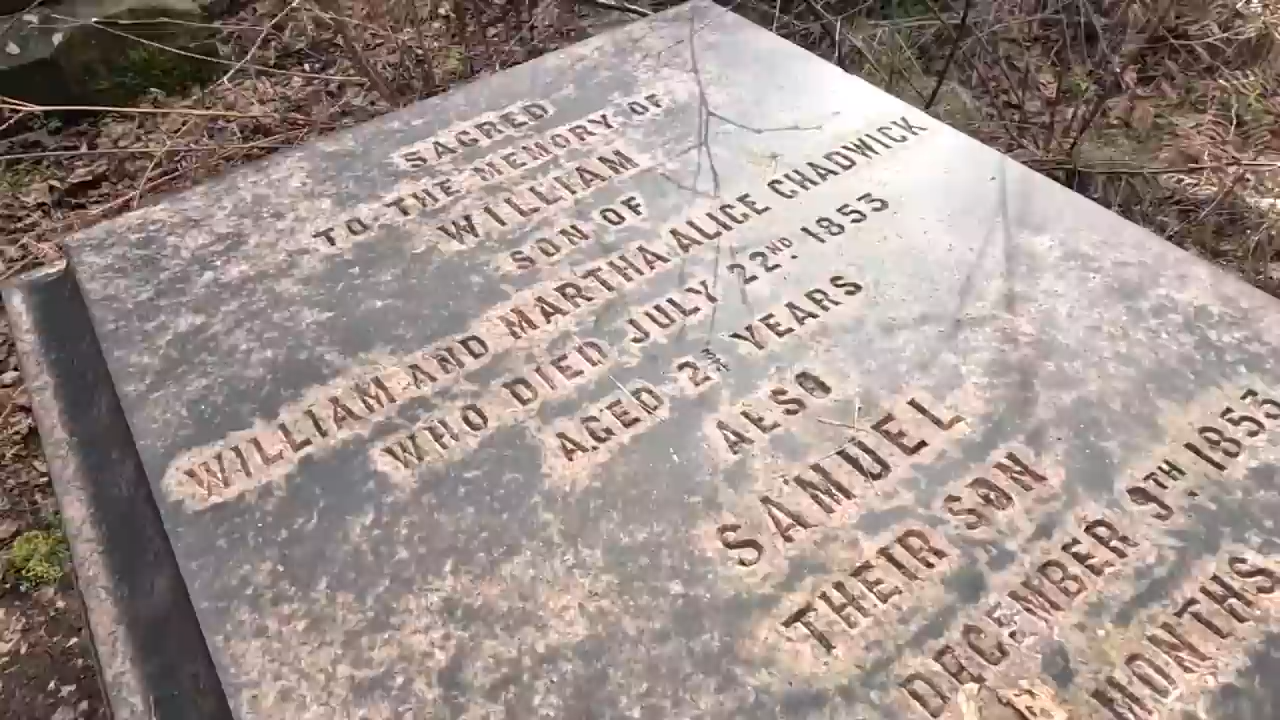 SACRED
TO THE MEMORY OF
WILLIAM
SON OF
WILLIAM AND MARTHA ALICE CHADWICK
WHO DIED JULY 22ND 1853
AGED 2¾ YEARS
ALSO
SAMUEL
THEIR SON
DECEMBER 9TH 1853
MONTHS